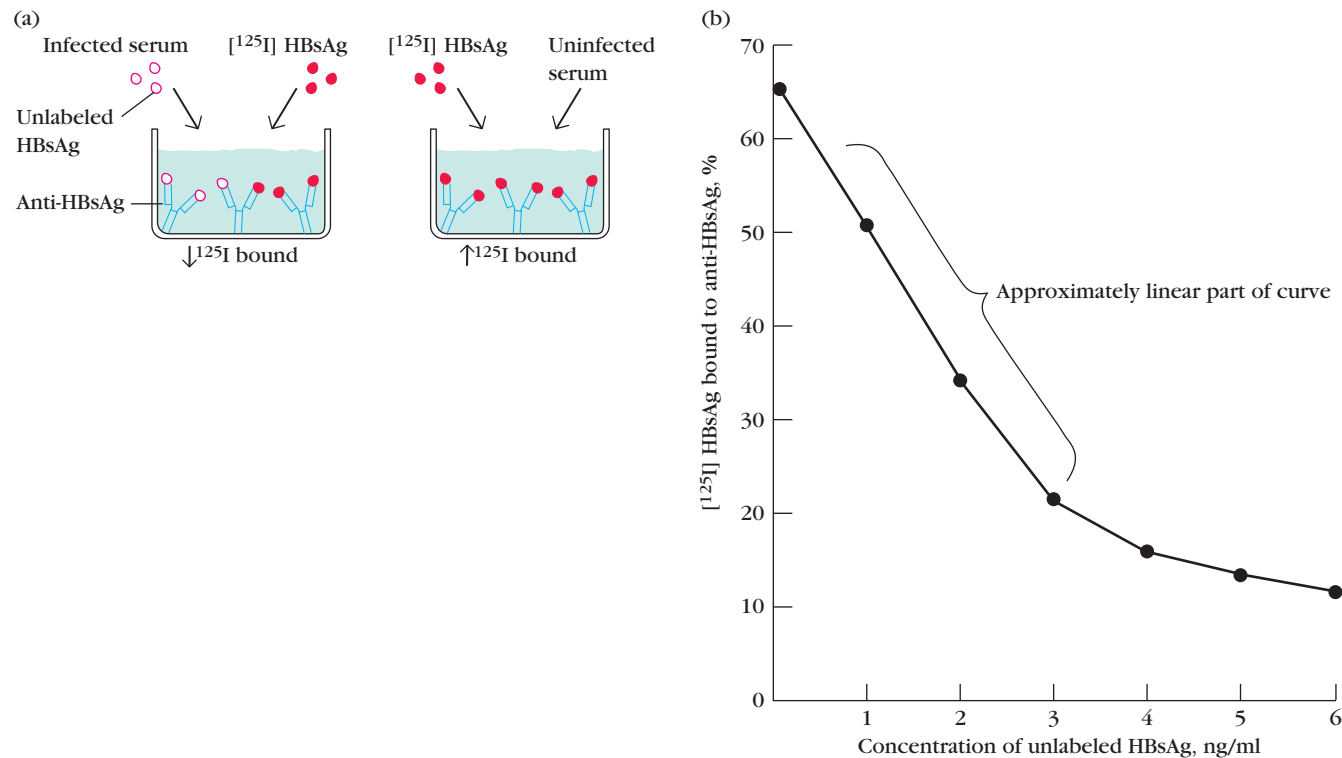 (a)
Infected serum
[¹²⁵I] HBsAg
Unlabeled
HBsAg
Anti-HBsAg
↓¹²⁵I bound
[¹²⁵I] HBsAg
Uninfected
serum
↑¹²⁵I bound
(b)
[¹²⁵I] HBsAg bound to anti-HBsAg, %
70
60
50
40
30
20
10
0
Approximately linear part of curve
1 2 3 4 5 6
Concentration of unlabeled HBsAg, ng/ml